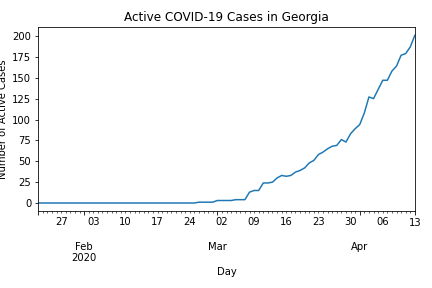 Active COVID-19 Cases in Georgia
Number of Active Cases
200
175
150
125
100
75
50
25
0
27 03 10 17 24 02 09 16 23 30 06 13
Feb Mar Apr
2020
Day